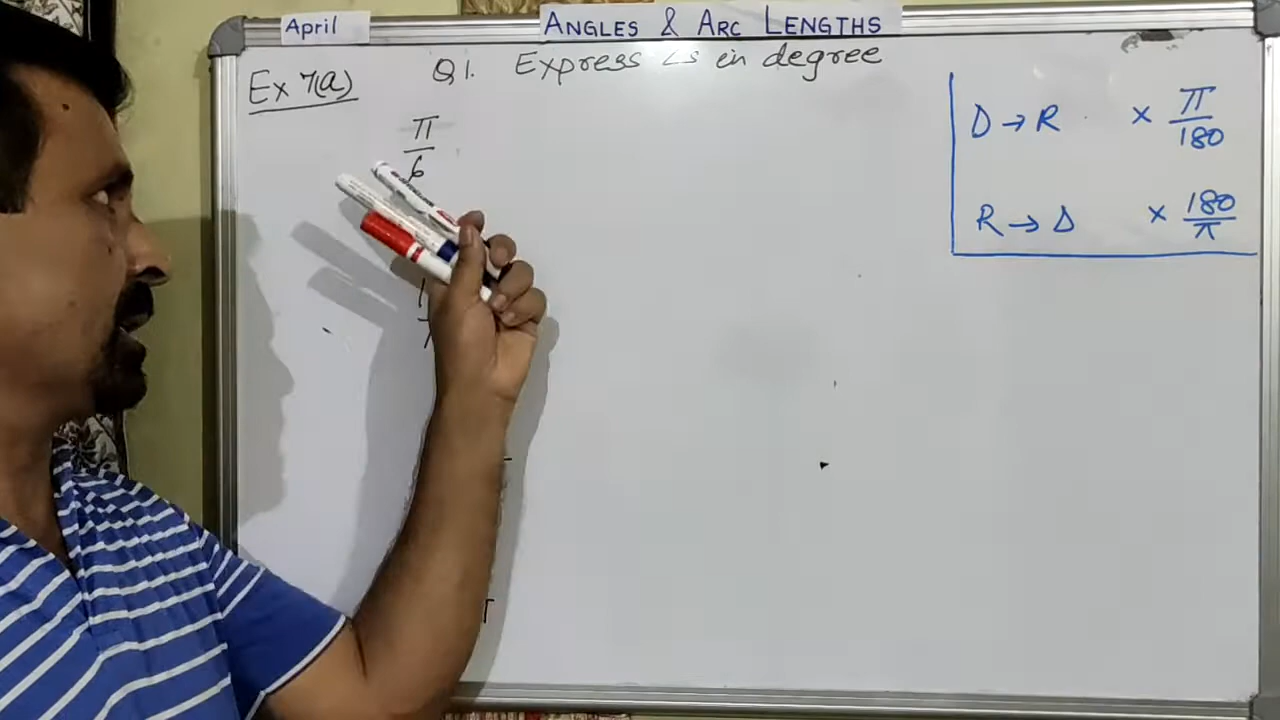 April
ANGLES & ARC LENGTHS
Ex 7(a)
Q1. Express ∠s in degree
π/6
D → R × π/180
R → D × 180/π